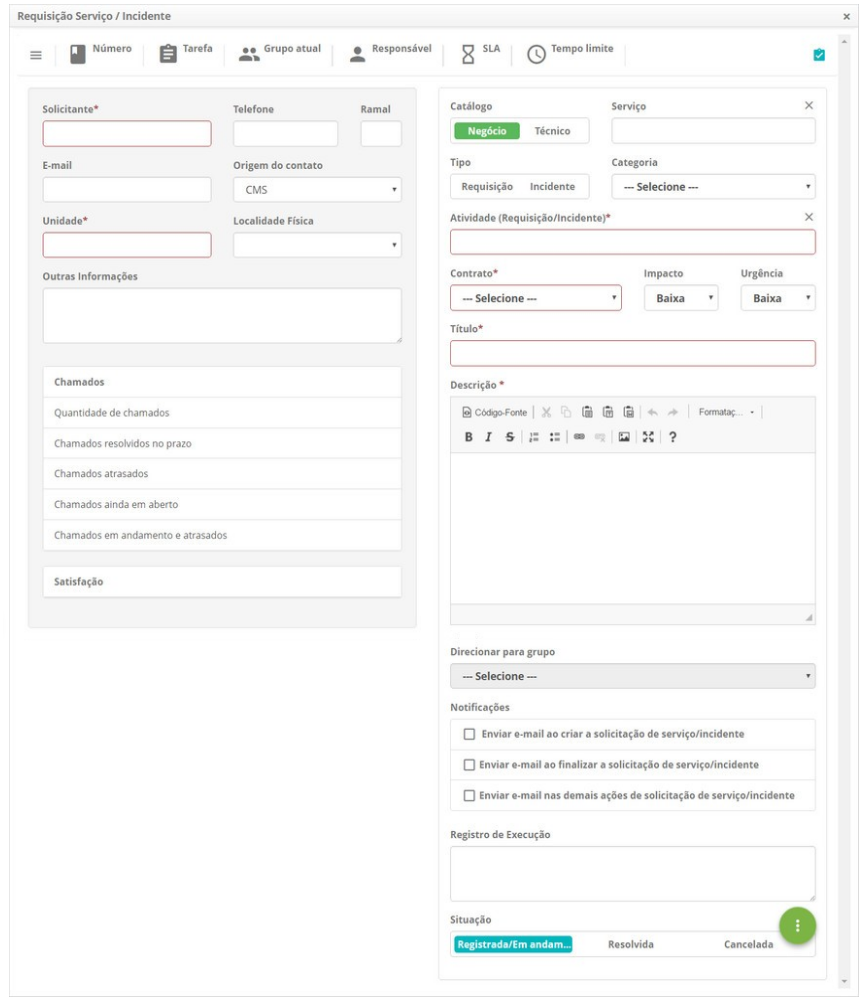 Requisição Serviço / Incidente
x
Número
Tarefa
Grupo atual
Responsável
SLA
Tempo limite
Solicitante*
Telefone
Ramal
E-mail
Origem do contato
CMS
Unidade*
Localidade Física
Outras Informações
Chamados
Quantidade de chamados
Chamados resolvidos no prazo
Chamados atrasados
Chamados ainda em aberto
Chamados em andamento e atrasados
Satisfação
Catálogo
Serviço
Negócio
Técnico
Tipo
Categoria
Requisição
Incidente
--- Selecione ---
Atividade (Requisição/Incidente)*
Contrato*
Impacto
Urgência
--- Selecione ---
Baixa
Baixa
Título*
Descrição *
Código-Fonte
Formataç...
B I S ?
Direcionar para grupo
--- Selecione ---
Notificações
Enviar e-mail ao criar a solicitação de serviço/incidente
Enviar e-mail ao finalizar a solicitação de serviço/incidente
Enviar e-mail nas demais ações de solicitação de serviço/incidente
Registro de Execução
Situação
Registrada/Em andam...
Resolvida
Cancelada